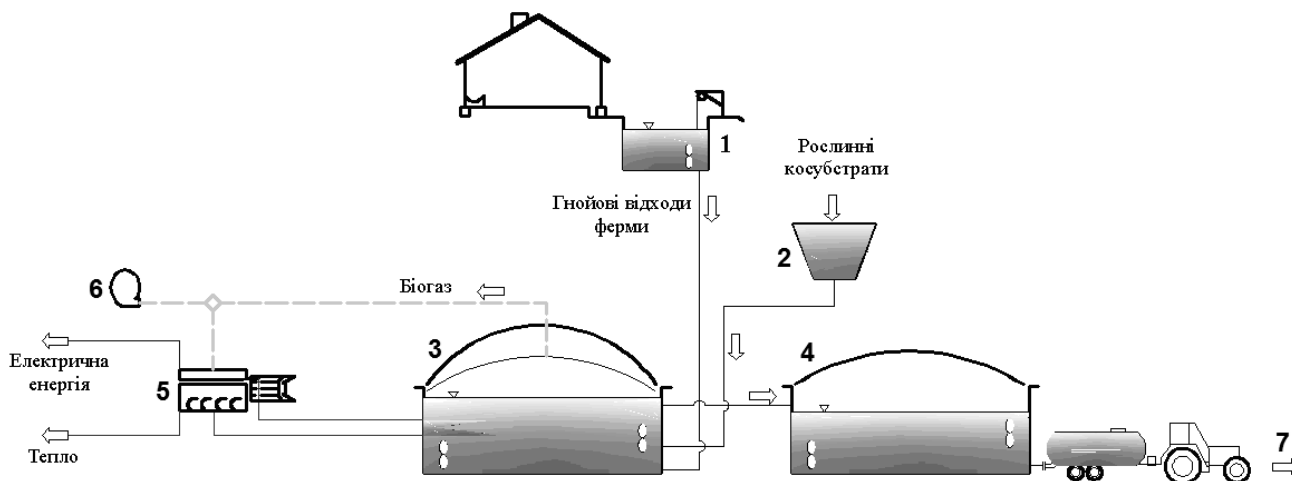 1
Рослинні
косубстрати
Гнойові відходи
ферми
2
6
Біогаз
3
4
Електрична
енергія
5
Тепло
7